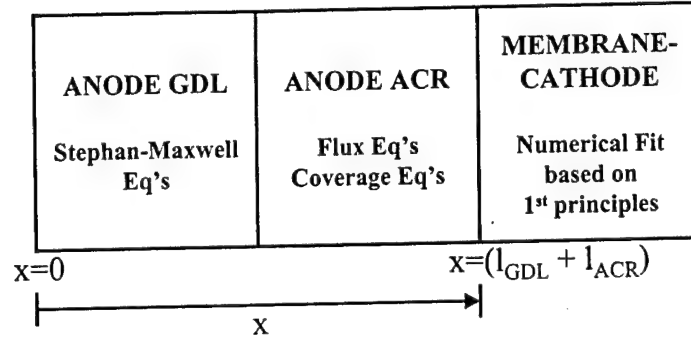 ANODE GDL
Stephan-Maxwell
Eq's
ANODE ACR
Flux Eq's
Coverage Eq's
MEMBRANE-
CATHODE
Numerical Fit
based on
1st principles
x=0
x=(lGDL + lACR)
x